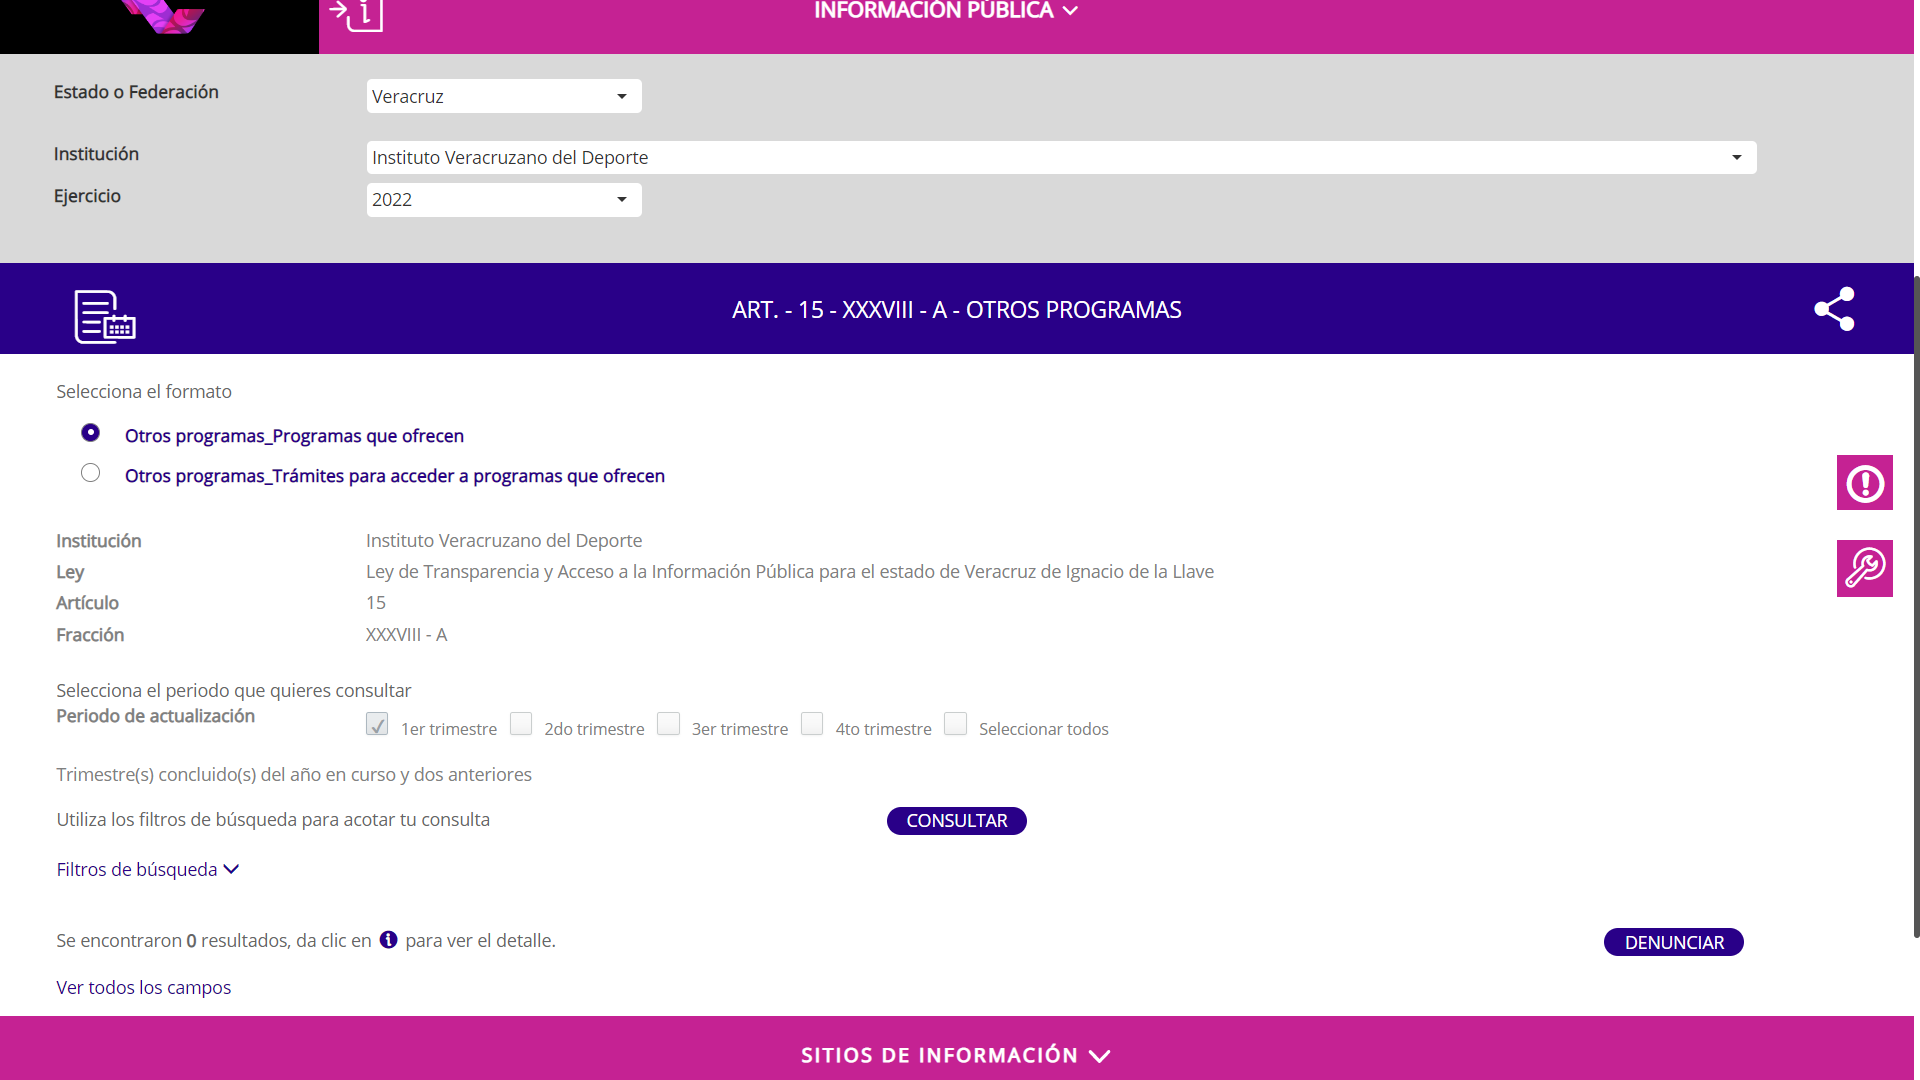 INFORMACIÓN PÚBLICA
Estado o Federación
Veracruz
Institución
Instituto Veracruzano del Deporte
Ejercicio
2022
ART. - 15 - XXXVIII - A - OTROS PROGRAMAS
Selecciona el formato
Otros programas_Programas que ofrecen
Otros programas_Trámites para acceder a programas que ofrecen
Institución Instituto Veracruzano del Deporte
Ley Ley de Transparencia y Acceso a la Información Pública para el estado de Veracruz de Ignacio de la Llave
Artículo 15
Fracción XXXVIII - A
Selecciona el periodo que quieres consultar
Periodo de actualización 1er trimestre 2do trimestre 3er trimestre 4to trimestre Seleccionar todos
Trimestre(s) concluido(s) del año en curso y dos anteriores
Utiliza los filtros de búsqueda para acotar tu consulta
CONSULTAR
Filtros de búsqueda
Se encontraron 0 resultados, da clic en i para ver el detalle.
DENUNCIAR
Ver todos los campos
SITIOS DE INFORMACIÓN